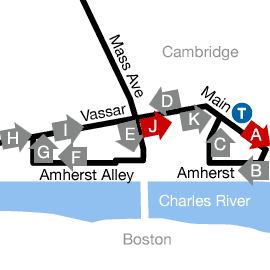 Mass Ave
Cambridge
Main
T
Vassar
D
K
A
H
I
E
J
C
G
F
B
Amherst Alley
Amherst
Charles River
Boston